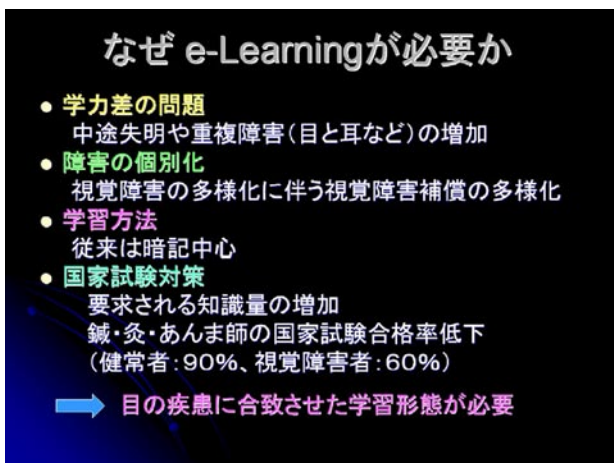 なぜ e-Learningが必要か
● 学力差の問題
中途失明や重複障害(目と耳など)の増加
● 障害の個別化
視覚障害の多様化に伴う視覚障害補償の多様化
● 学習方法
従来は暗記中心
● 国家試験対策
要求される知識量の増加
鍼・灸・あんま師の国家試験合格率低下
(健常者:90%、視覚障害者:60%)
目の疾患に合致させた学習形態が必要